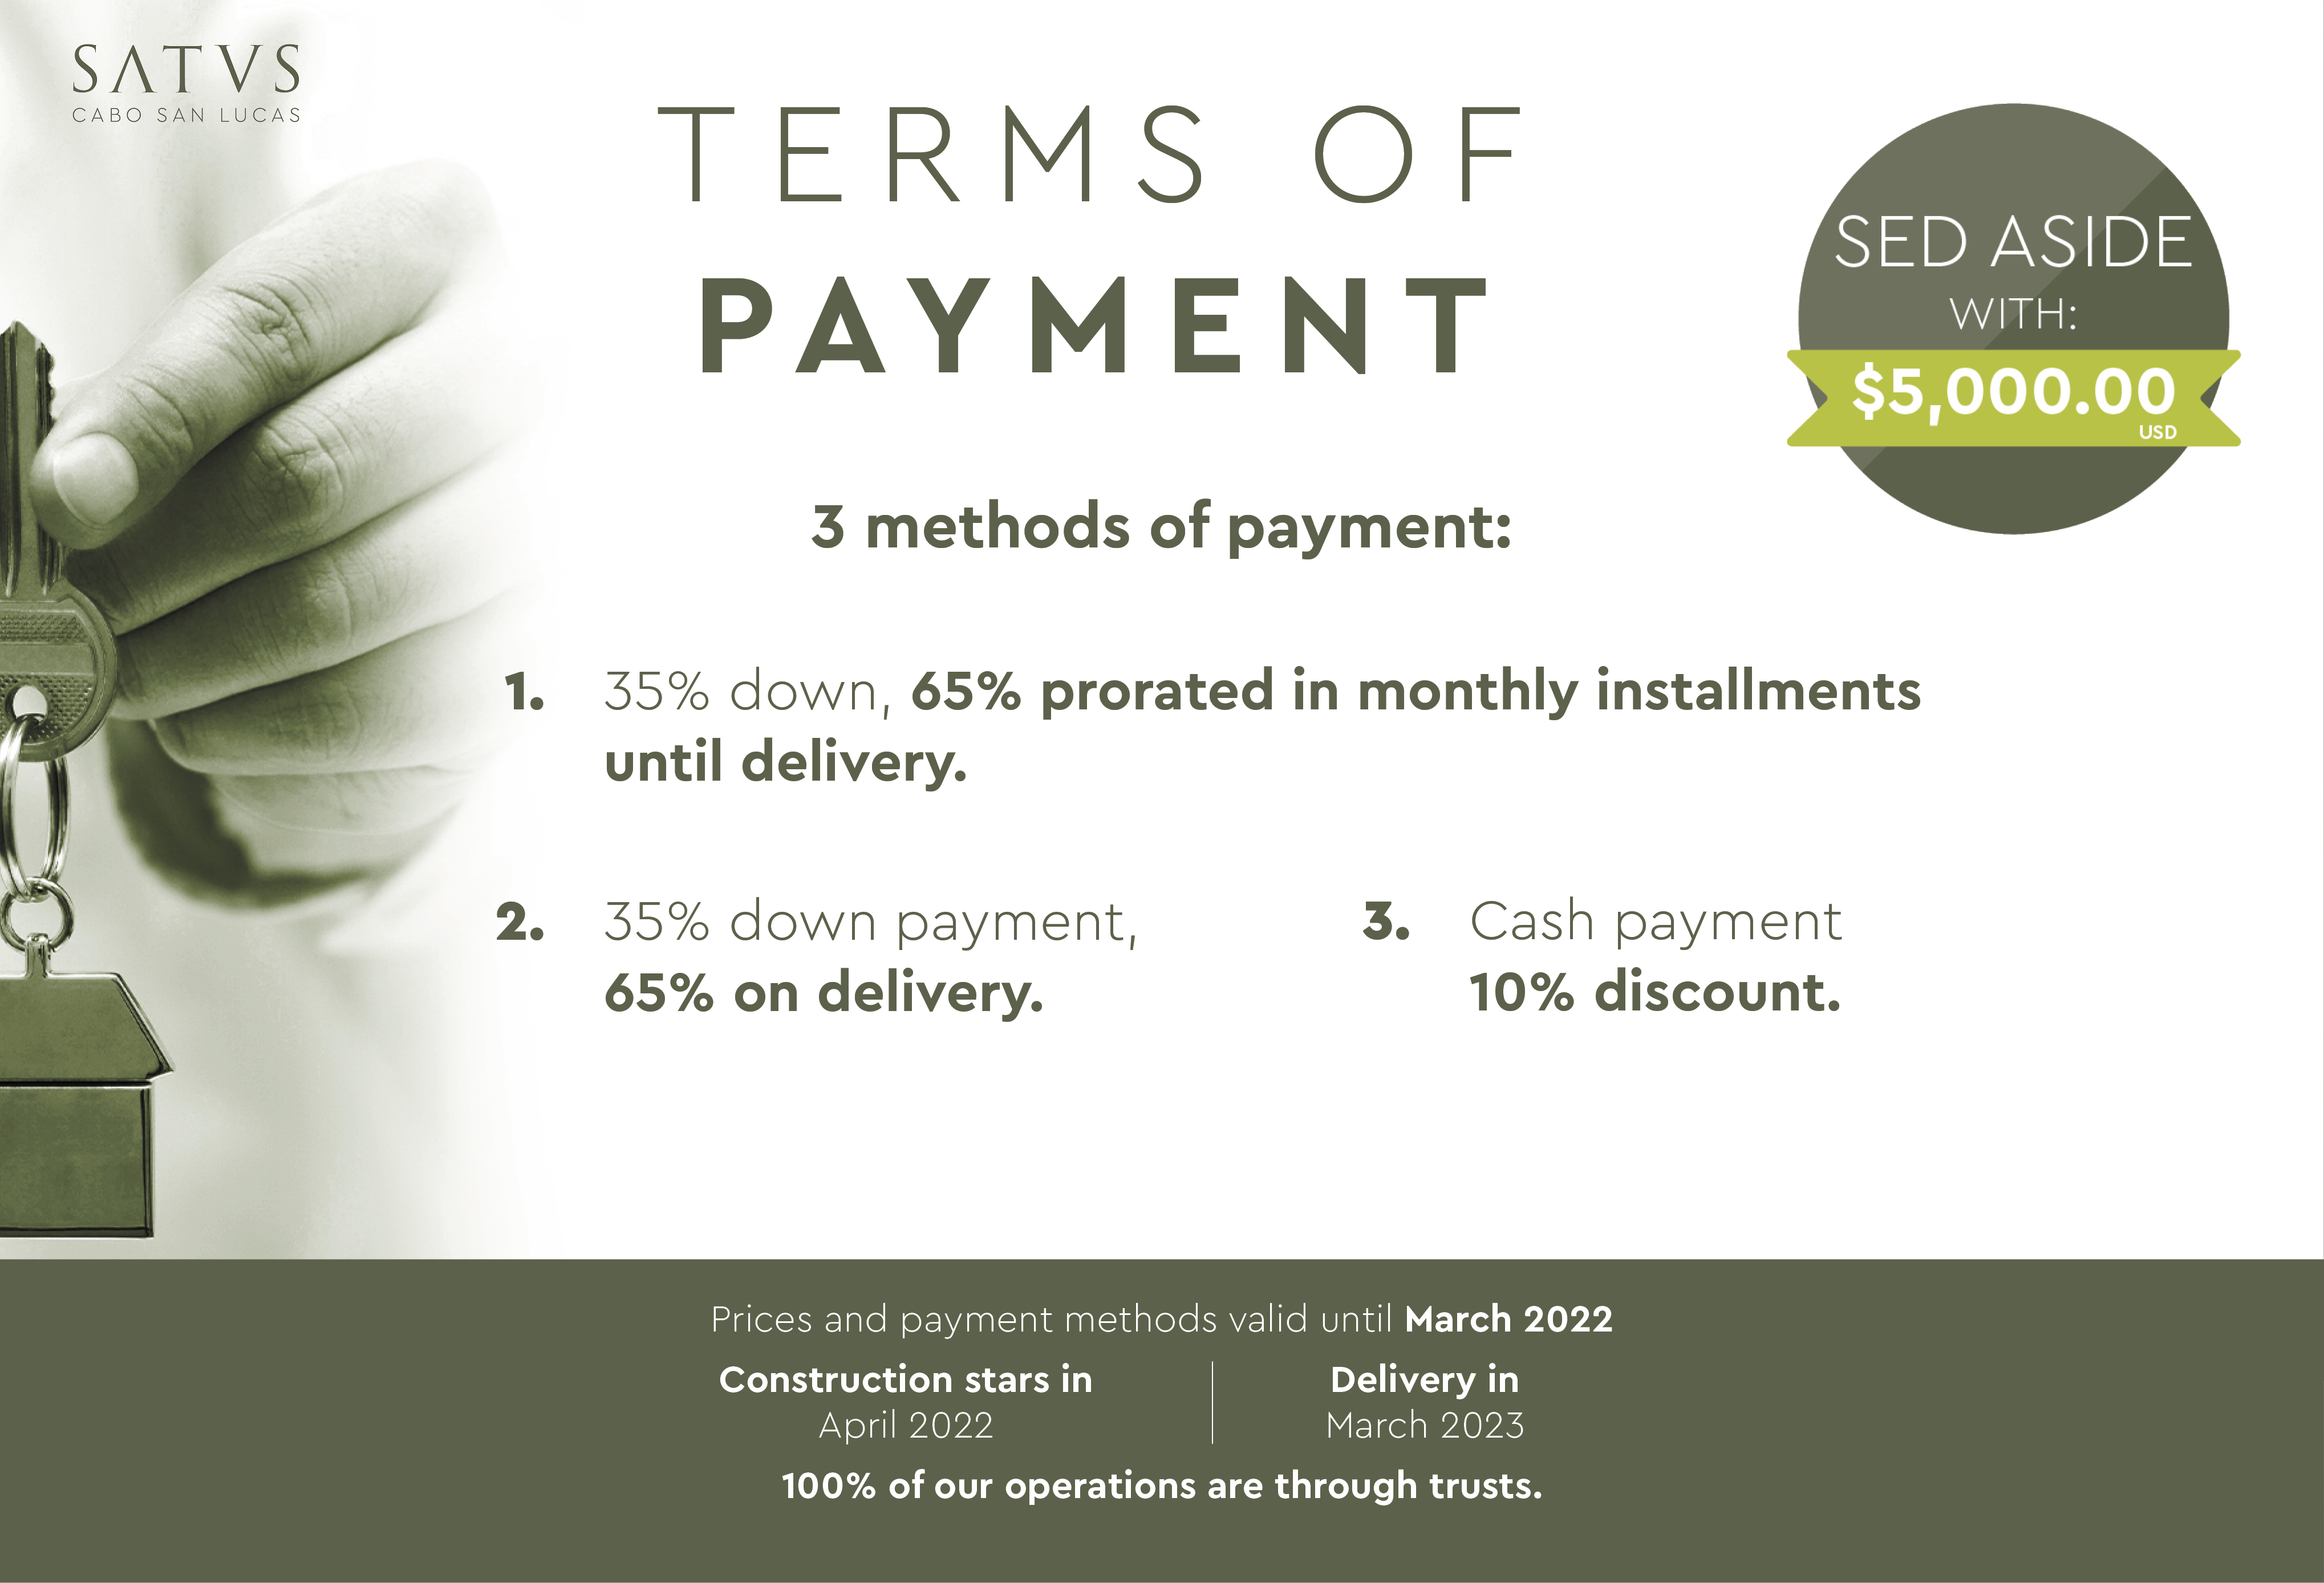 SATVS
CABO SAN LUCAS
TERMS OF
PAYMENT
SED ASIDE
WITH:
$5,000.00
USD
3 methods of payment:
1. 35% down, 65% prorated in monthly installments
until delivery.
2. 35% down payment,
65% on delivery.
3. Cash payment
10% discount.
Prices and payment methods valid until March 2022
Construction stars in
April 2022
Delivery in
March 2023
100% of our operations are through trusts.